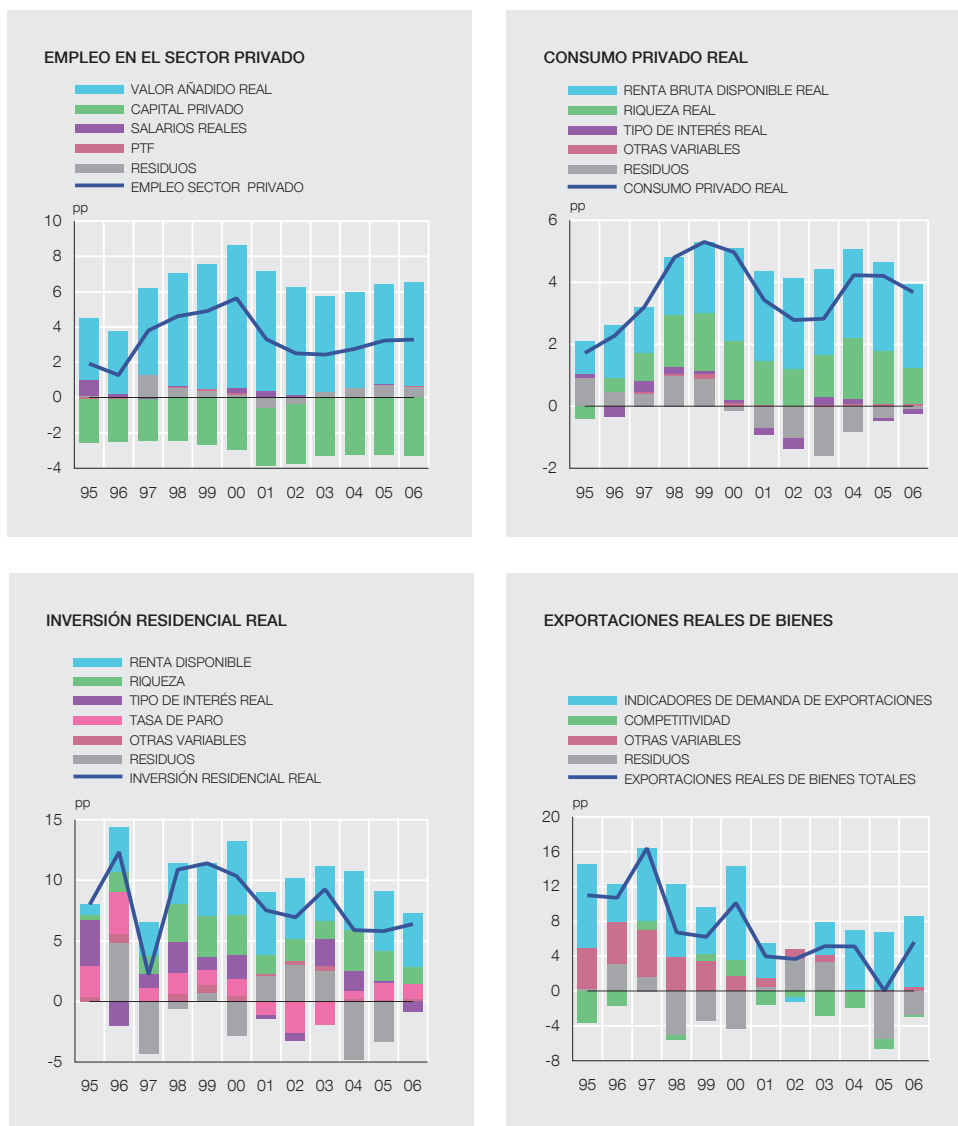 EMPLEO EN EL SECTOR PRIVADO
VALOR AÑADIDO REAL
CAPITAL PRIVADO
SALARIOS REALES
PTF
RESIDUOS
EMPLEO SECTOR PRIVADO
pp
10
8
6
4
2
0
-2
-4
95 96 97 98 99 00 01 02 03 04 05 06
CONSUMO PRIVADO REAL
RENTA BRUTA DISPONIBLE REAL
RIQUEZA REAL
TIPO DE INTERÉS REAL
OTRAS VARIABLES
RESIDUOS
CONSUMO PRIVADO REAL
pp
6
4
2
0
-2
95 96 97 98 99 00 01 02 03 04 05 06
INVERSIÓN RESIDENCIAL REAL
RENTA DISPONIBLE
RIQUEZA
TIPO DE INTERÉS REAL
TASA DE PARO
OTRAS VARIABLES
RESIDUOS
INVERSIÓN RESIDENCIAL REAL
pp
15
10
5
0
-5
95 96 97 98 99 00 01 02 03 04 05 06
EXPORTACIONES REALES DE BIENES
INDICADORES DE DEMANDA DE EXPORTACIONES
COMPETITIVIDAD
OTRAS VARIABLES
RESIDUOS
EXPORTACIONES REALES DE BIENES TOTALES
pp
20
16
12
8
4
0
-4
-8
95 96 97 98 99 00 01 02 03 04 05 06